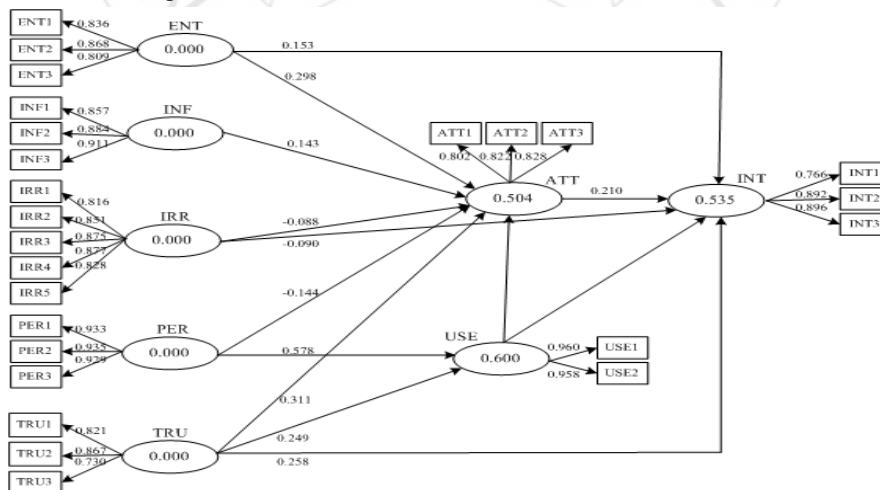 ENT1
0.836
ENT
ENT2
0.868
0.000
0.153
ENT3
0.809
0.298
INF1
0.857
INF
INF2
0.884
0.000
INF3
0.911
0.143
ATT1
ATT2
ATT3
0.802
0.822
0.828
ATT
0.504
0.210
INT
0.535
0.766
INT1
0.892
INT2
0.896
INT3
IRR1
0.816
IRR2
0.851
IRR
IRR3
0.875
0.000
-0.088
IRR4
0.877
-0.090
IRR5
0.828
-0.144
PER1
0.933
PER
USE
PER2
0.935
0.000
0.578
0.600
0.960
USE1
PER3
0.929
0.958
USE2
0.311
TRU1
0.821
TRU
0.249
TRU2
0.867
0.000
0.258
TRU3
0.730